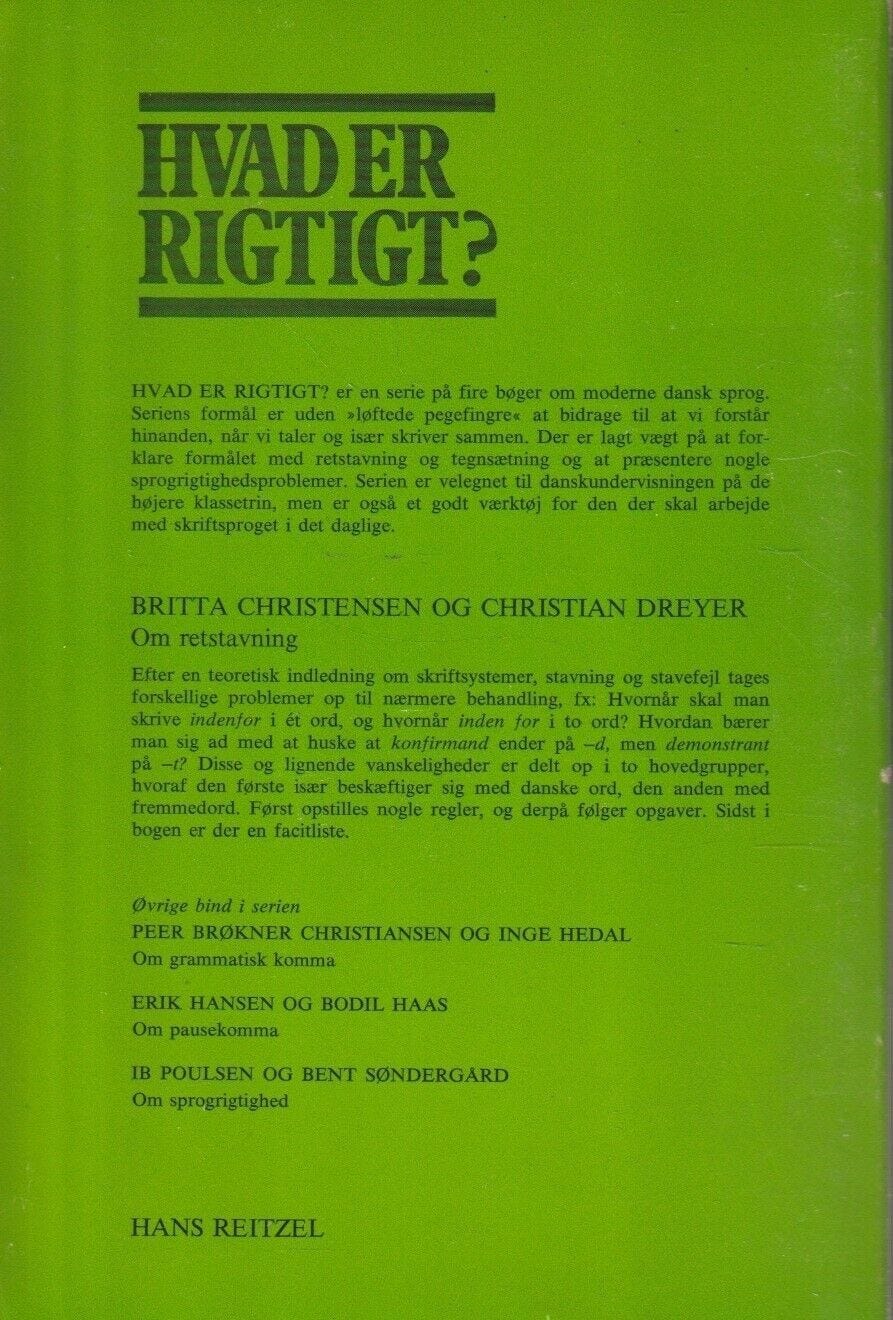 HVAD ER
RIGTIGT?
HVAD ER RIGTIGT? er en serie på fire bøger om moderne dansk sprog.
Seriens formål er uden »løftede pegefingre« at bidrage til at vi forstår
hinanden, når vi taler og især skriver sammen. Der er lagt vægt på at for-
klare formålet med retstavning og tegnsætning og at præsentere nogle
sprogrigtighedsproblemer. Serien er velegnet til danskundervisningen på de
højere klassetrin, men er også et godt værktøj for den der skal arbejde
med skriftsproget i det daglige.
BRITTA CHRISTENSEN OG CHRISTIAN DREYER
Om retstavning
Efter en teoretisk indledning om skriftsystemer, stavning og stavefejl tages
forskellige problemer op til nærmere behandling, fx: Hvornår skal man
skrive indenfor i ét ord, og hvornår inden for i to ord? Hvordan bærer
man sig ad med at huske at konfirmand ender på –d, men demonstrant
på –t? Disse og lignende vanskeligheder er delt op i to hovedgrupper,
hvoraf den første især beskæftiger sig med danske ord, den anden med
fremmedord. Først opstilles nogle regler, og derpå følger opgaver. Sidst i
bogen er der en facitliste.
Øvrige bind i serien
PEER BRØKNER CHRISTIANSEN OG INGE HEDAL
Om grammatisk komma
ERIK HANSEN OG BODIL HAAS
Om pausekomma
IB POULSEN OG BENT SØNDERGÅRD
Om sprogrigtighed
HANS REITZEL